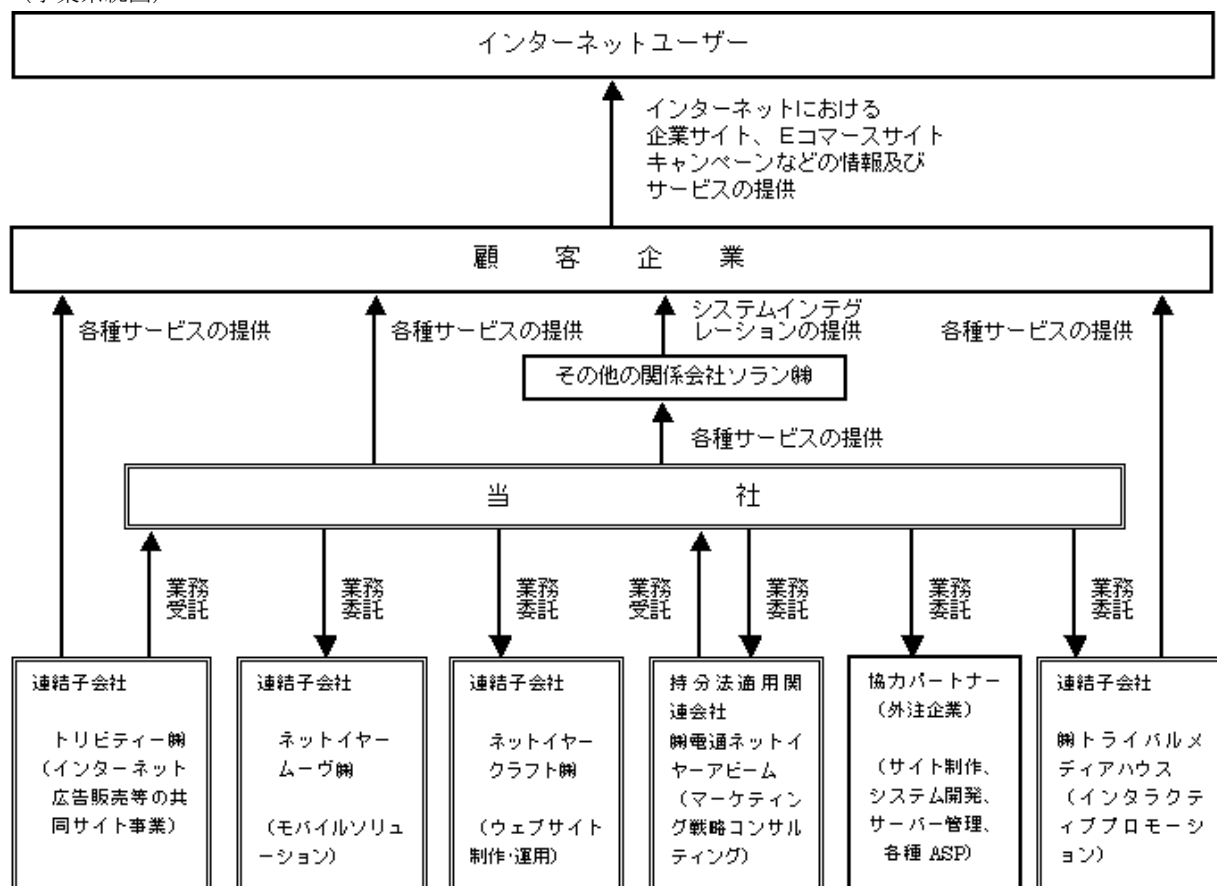 インターネットユーザー
インターネットにおける
企業サイト、Eコマースサイト
キャンペーンなどの情報及び
サービスの提供
顧客企業
各種サービスの提供
各種サービスの提供
システムインテグ
レーションの提供
各種サービスの提供
その他の関係会社ソラン㈱
各種サービスの提供
当社
業務
受託
業務
委託
業務
委託
業務
受託
業務
委託
業務
委託
業務
委託
連結子会社
トリビティー㈱
(インターネット
広告販売等の共
同サイト事業)
連結子会社
ネットイヤー
ムーヴ㈱
(モバイルソリュ
ーション)
連結子会社
ネットイヤー
クラフト㈱
(ウェブサイト
制作・運用)
持分法適用関
連会社
㈱電通ネットイ
ヤーアビーム
(マーケティン
グ戦略コンサル
ティング)
協力パートナー
(外注企業)
(サイト制作、
システム開発、
サーバー管理、
各種 ASP)
連結子会社
㈱トライバルメ
ディアハウス
(インタラクテ
ィブプロモーシ
ョン)